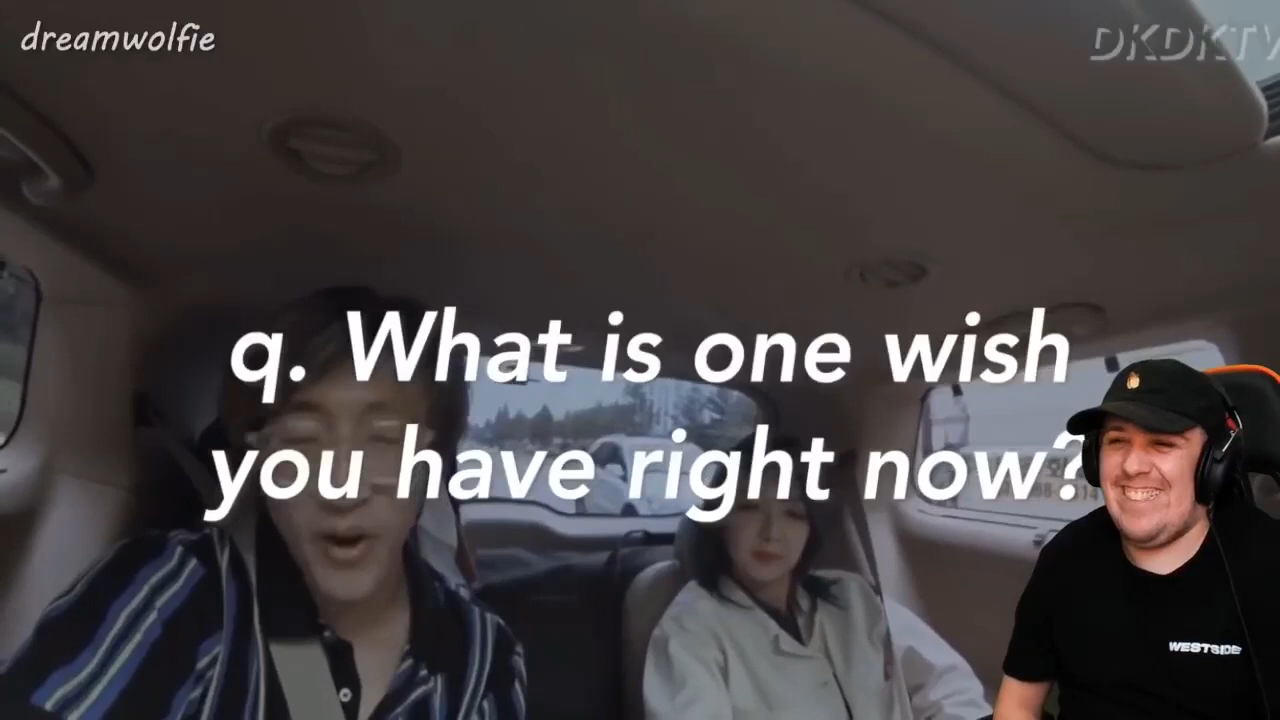 dreamwolfie
DKDKTV
q. What is one wish
you have right now?
WESTSIDE